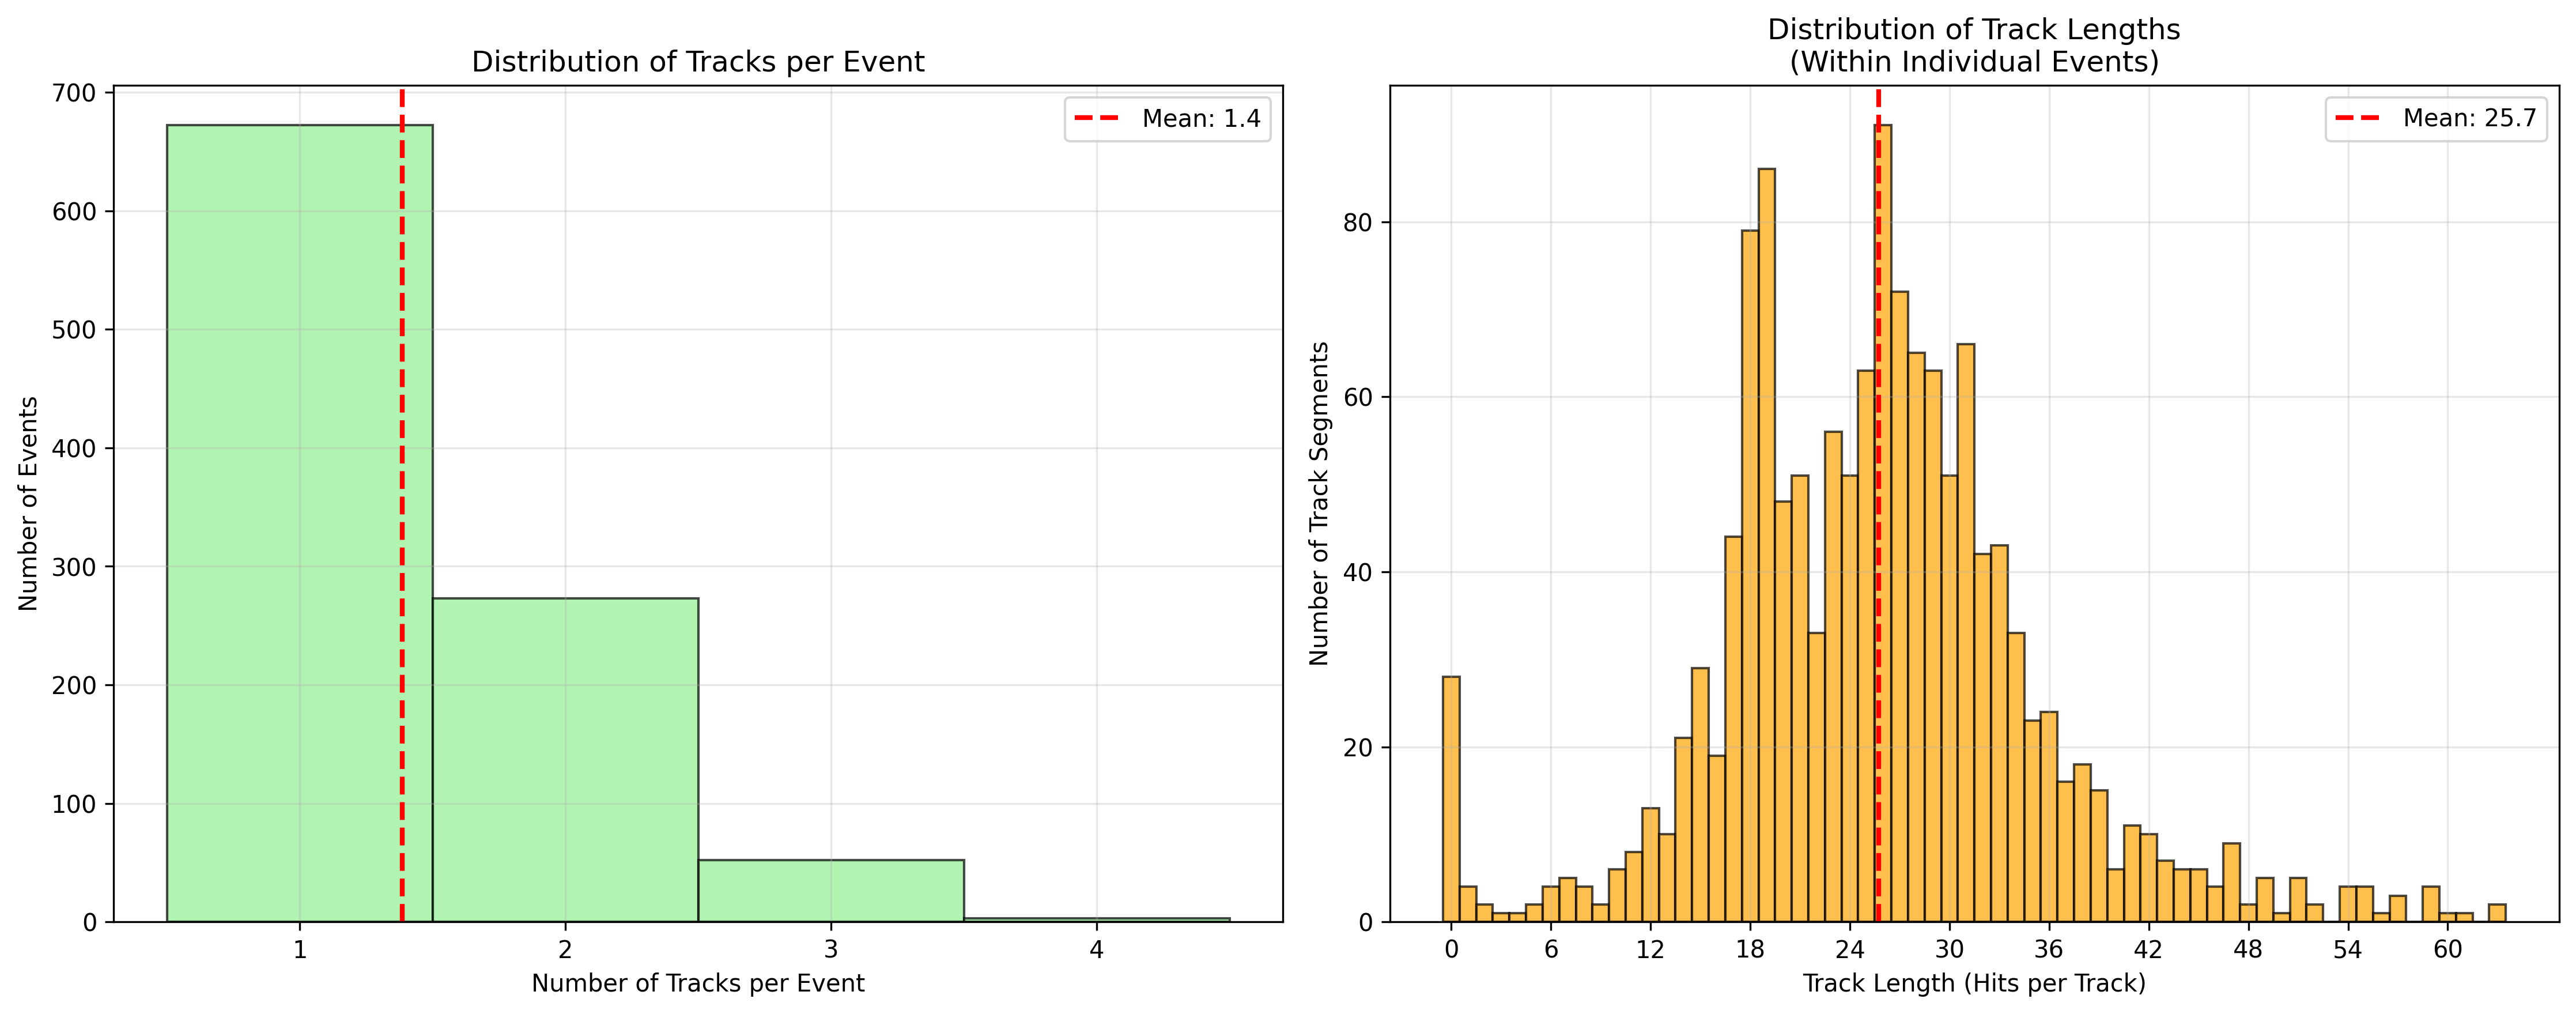 Distribution of Tracks per Event
Number of Events
700
600
500
400
300
200
100
0
Mean: 1.4
1 2 3 4
Number of Tracks per Event
Distribution of Track Lengths
(Within Individual Events)
Number of Track Segments
80
60
40
20
0
Mean: 25.7
0 6 12 18 24 30 36 42 48 54 60
Track Length (Hits per Track)